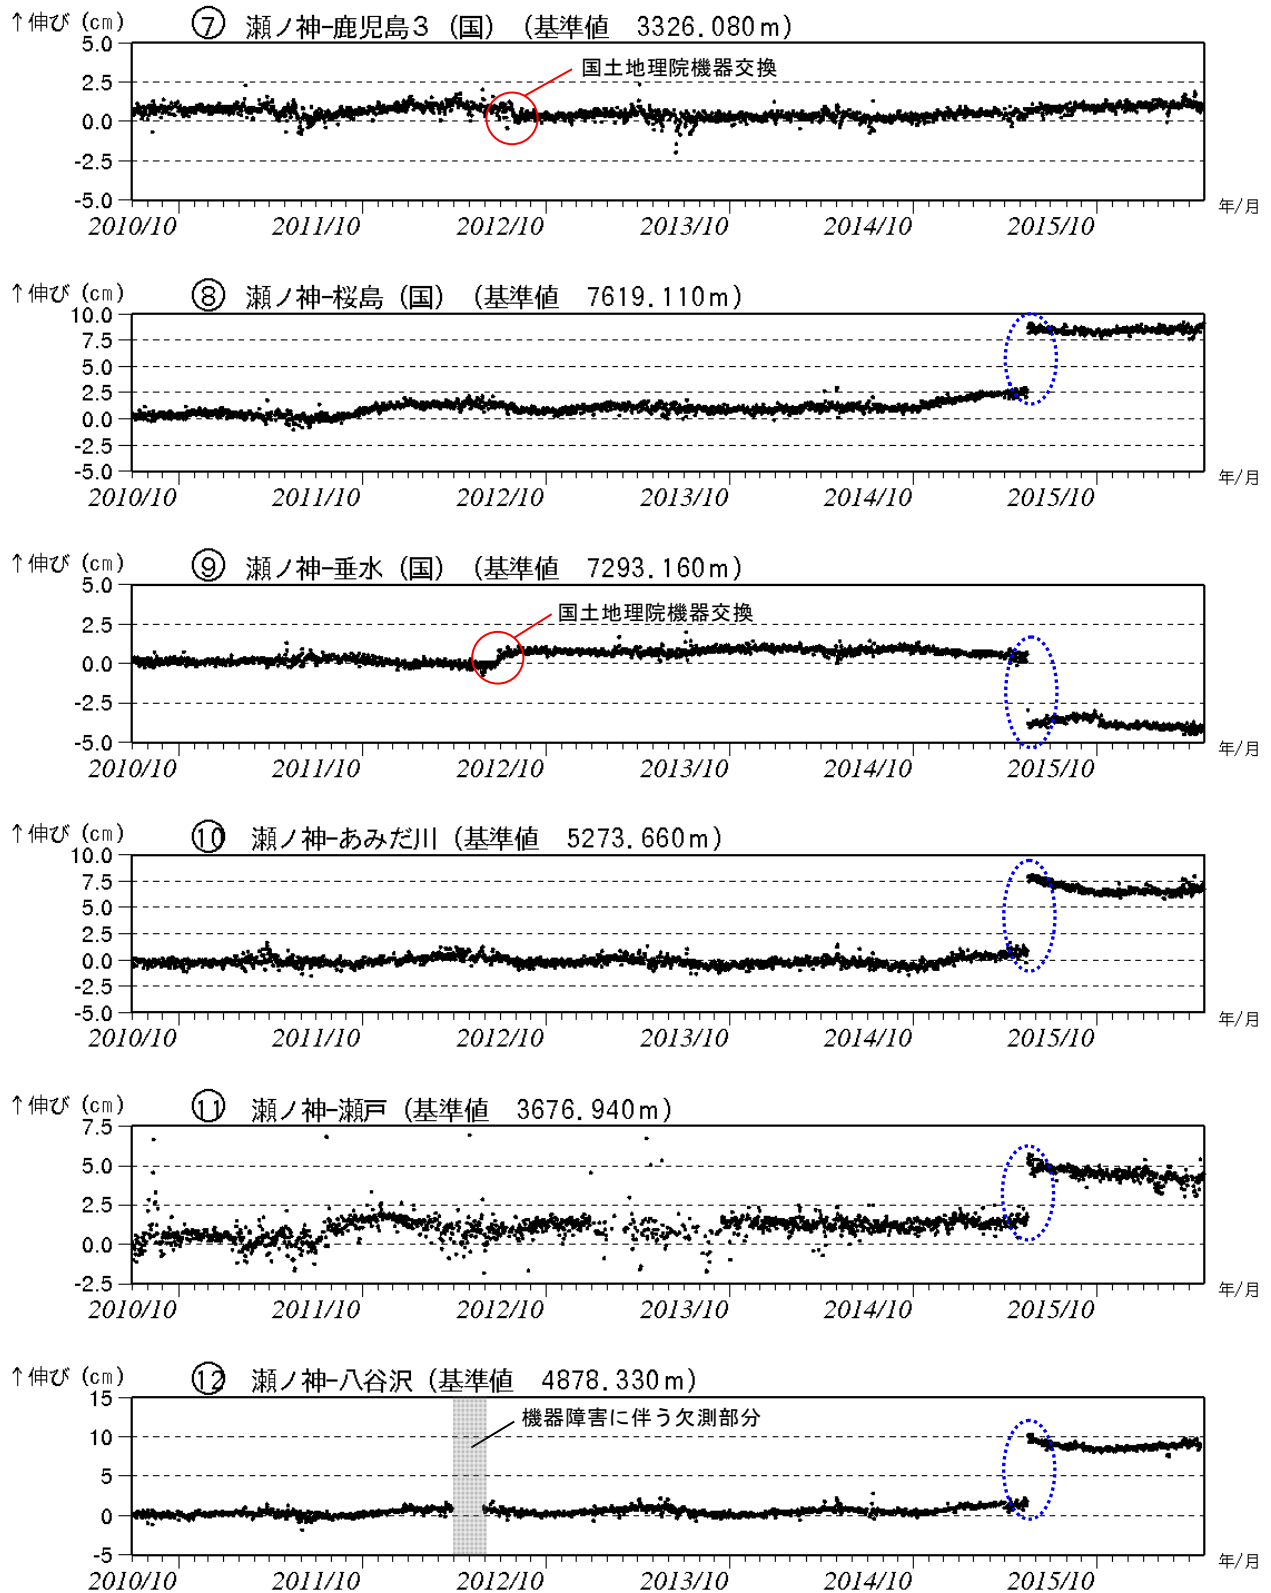 ↑伸び (cm) ⑦ 瀬ノ神-鹿児島3 (国) (基準値 3326.080m)
5.0
国土地理院機器交換
2.5
0.0
-2.5
-5.0
2010/10 2011/10 2012/10 2013/10 2014/10 2015/10 年/月
↑伸び (cm) ⑧ 瀬ノ神-桜島 (国) (基準値 7619.110m)
10.0
7.5
5.0
2.5
0.0
-2.5
-5.0
2010/10 2011/10 2012/10 2013/10 2014/10 2015/10 年/月
↑伸び (cm) ⑨ 瀬ノ神-垂水 (国) (基準値 7293.160m)
5.0
国土地理院機器交換
2.5
0.0
-2.5
-5.0
2010/10 2011/10 2012/10 2013/10 2014/10 2015/10 年/月
↑伸び (cm) ⑩ 瀬ノ神-あみだ川 (基準値 5273.660m)
10.0
7.5
5.0
2.5
0.0
-2.5
-5.0
2010/10 2011/10 2012/10 2013/10 2014/10 2015/10 年/月
↑伸び (cm) ⑪ 瀬ノ神-瀬戸 (基準値 3676.940m)
7.5
5.0
2.5
0.0
-2.5
2010/10 2011/10 2012/10 2013/10 2014/10 2015/10 年/月
↑伸び (cm) ⑫ 瀬ノ神-八谷沢 (基準値 4878.330m)
15
機器障害に伴う欠測部分
10
5
0
-5
2010/10 2011/10 2012/10 2013/10 2014/10 2015/10 年/月